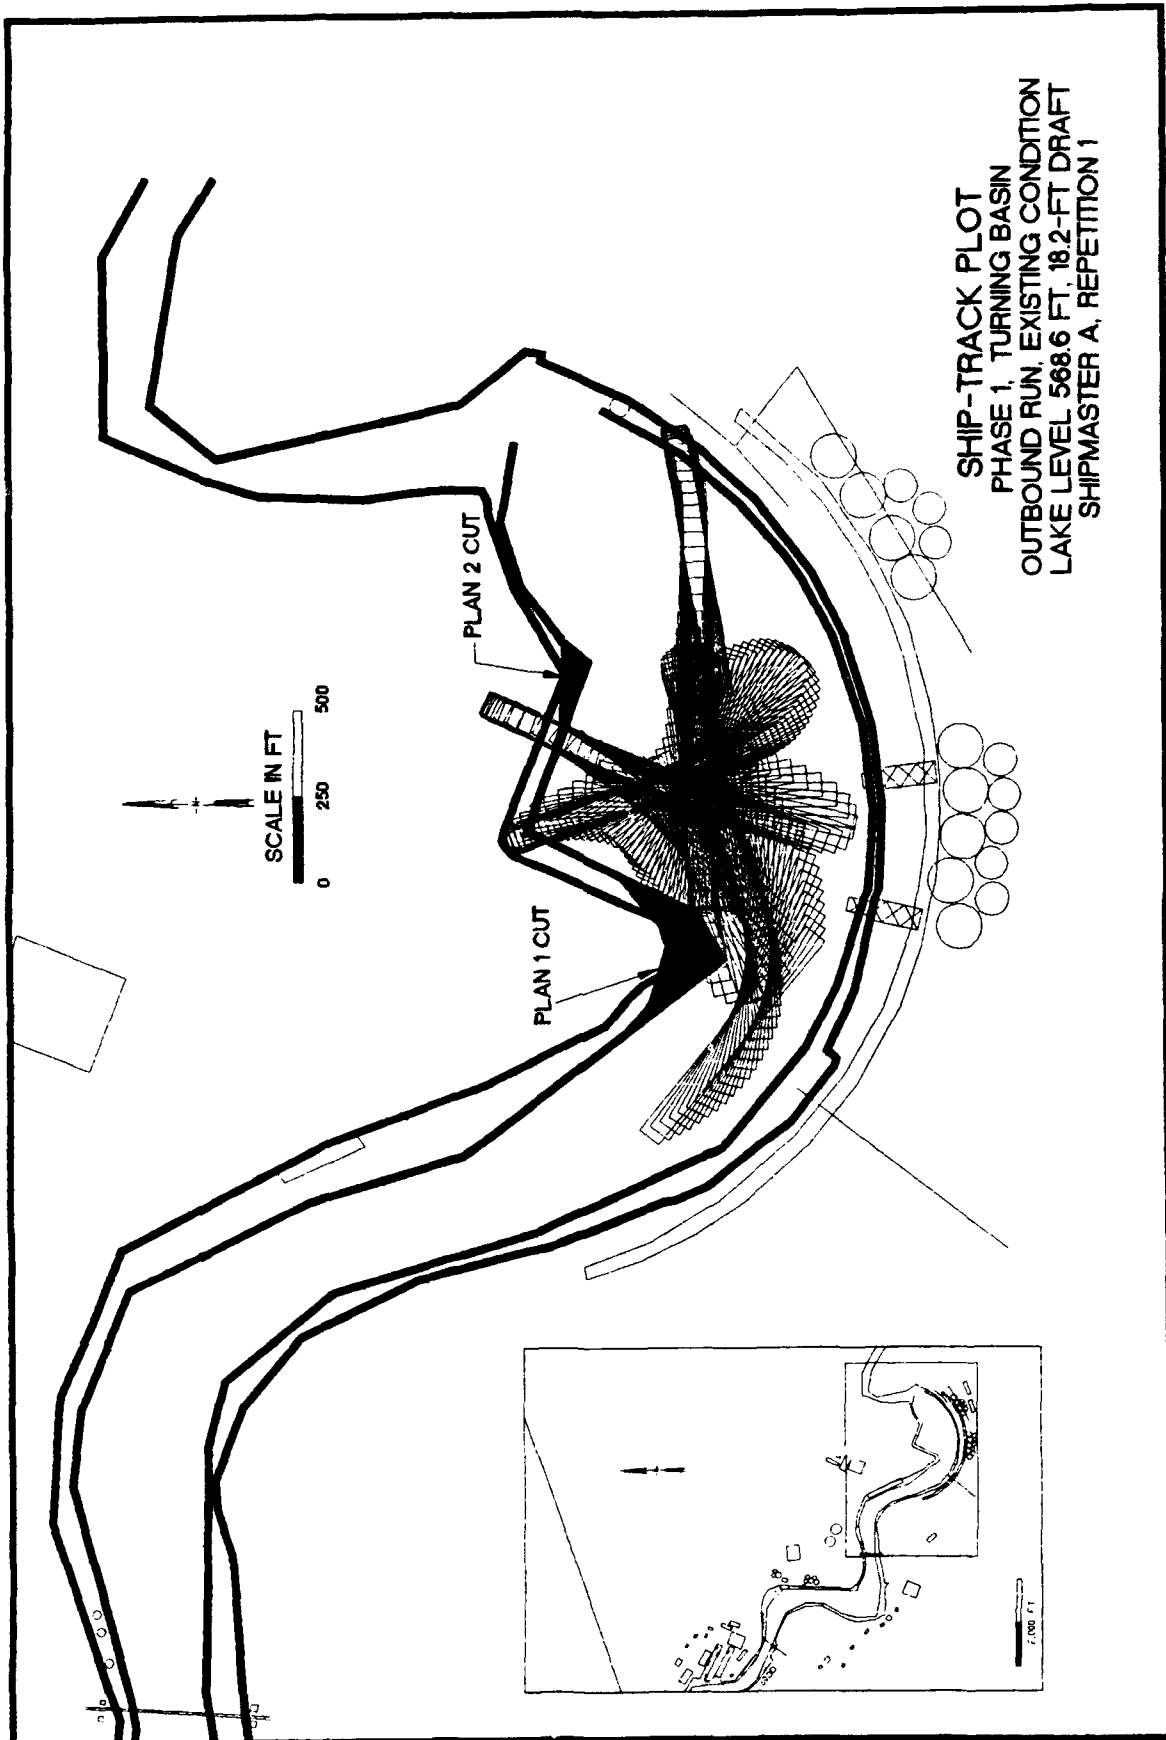 SHIP-TRACK PLOT
PHASE 1, TURNING BASIN
OUTBOUND RUN, EXISTING CONDITION
LAKE LEVEL 568.6 FT, 18.2-FT DRAFT
SHIPMASTER A, REPETITION 1
SCALE IN FT
0 250 500
PLAN 2 CUT
PLAN 1 CUT